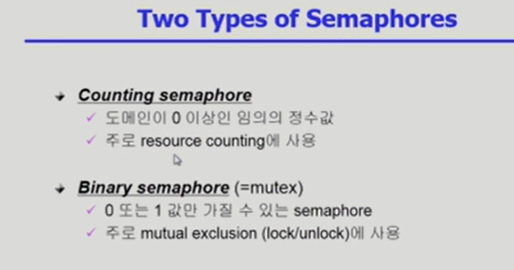 Two Types of Semaphores
Counting semaphore
도메인이 0 이상인 임의의 정수값
주로 resource counting에 사용
Binary semaphore (=mutex)
0 또는 1 값만 가질 수 있는 semaphore
주로 mutual exclusion (lock/unlock)에 사용